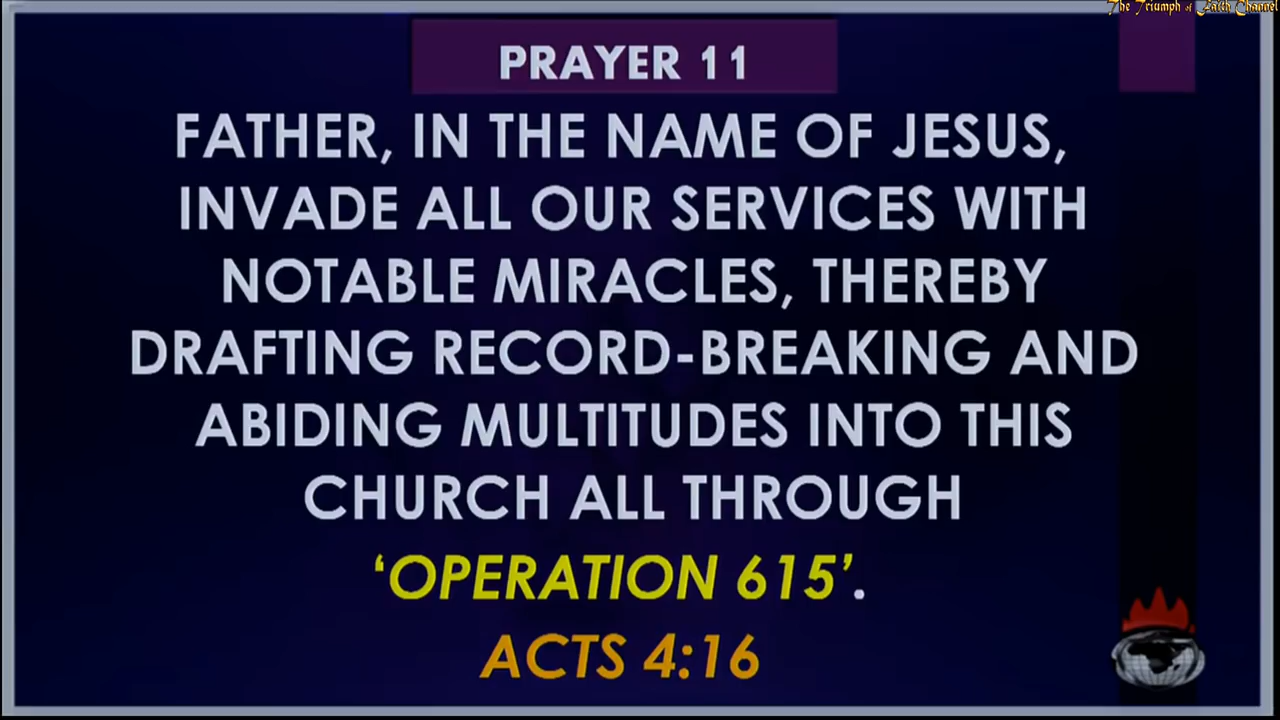 The Triumph of Faith Channel
PRAYER 11
FATHER, IN THE NAME OF JESUS,
INVADE ALL OUR SERVICES WITH
NOTABLE MIRACLES, THEREBY
DRAFTING RECORD-BREAKING AND
ABIDING MULTITUDES INTO THIS
CHURCH ALL THROUGH
‘OPERATION 615’.
ACTS 4:16